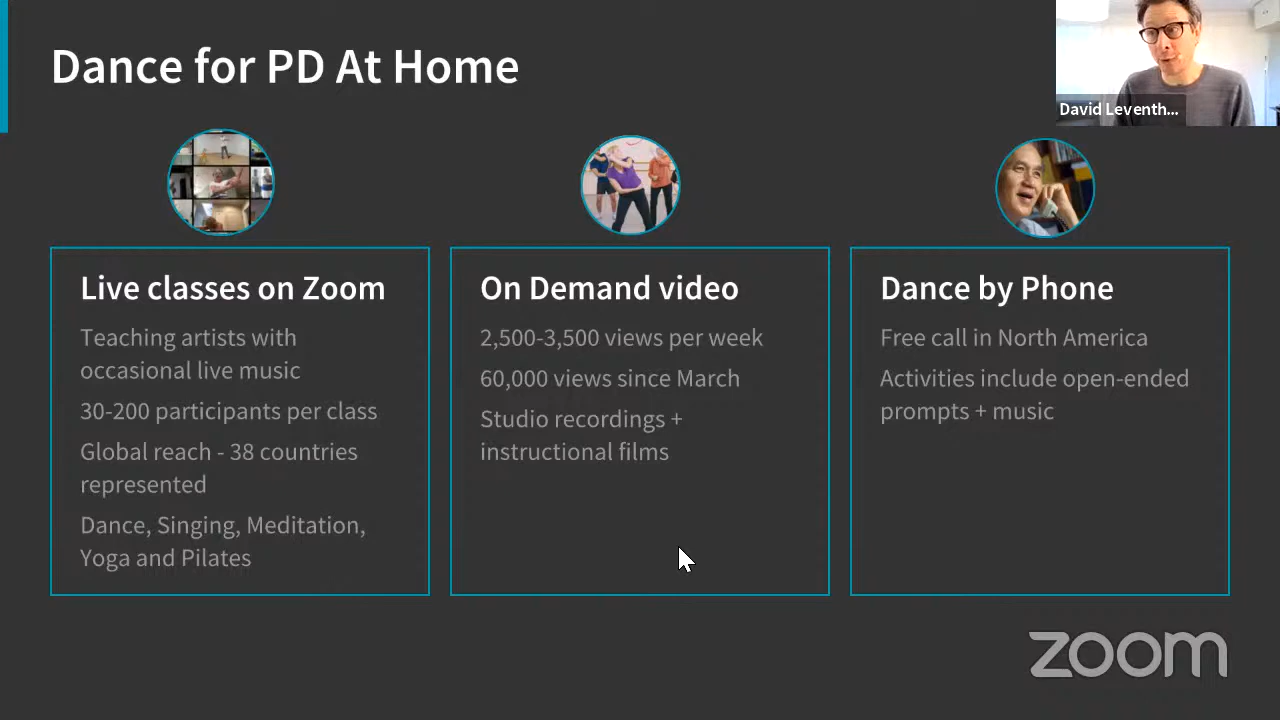 Dance for PD At Home
David Leventh...
Live classes on Zoom
Teaching artists with
occasional live music
30-200 participants per class
Global reach - 38 countries
represented
Dance, Singing, Meditation,
Yoga and Pilates
On Demand video
2,500-3,500 views per week
60,000 views since March
Studio recordings +
instructional films
Dance by Phone
Free call in North America
Activities include open-ended
prompts + music
zoom